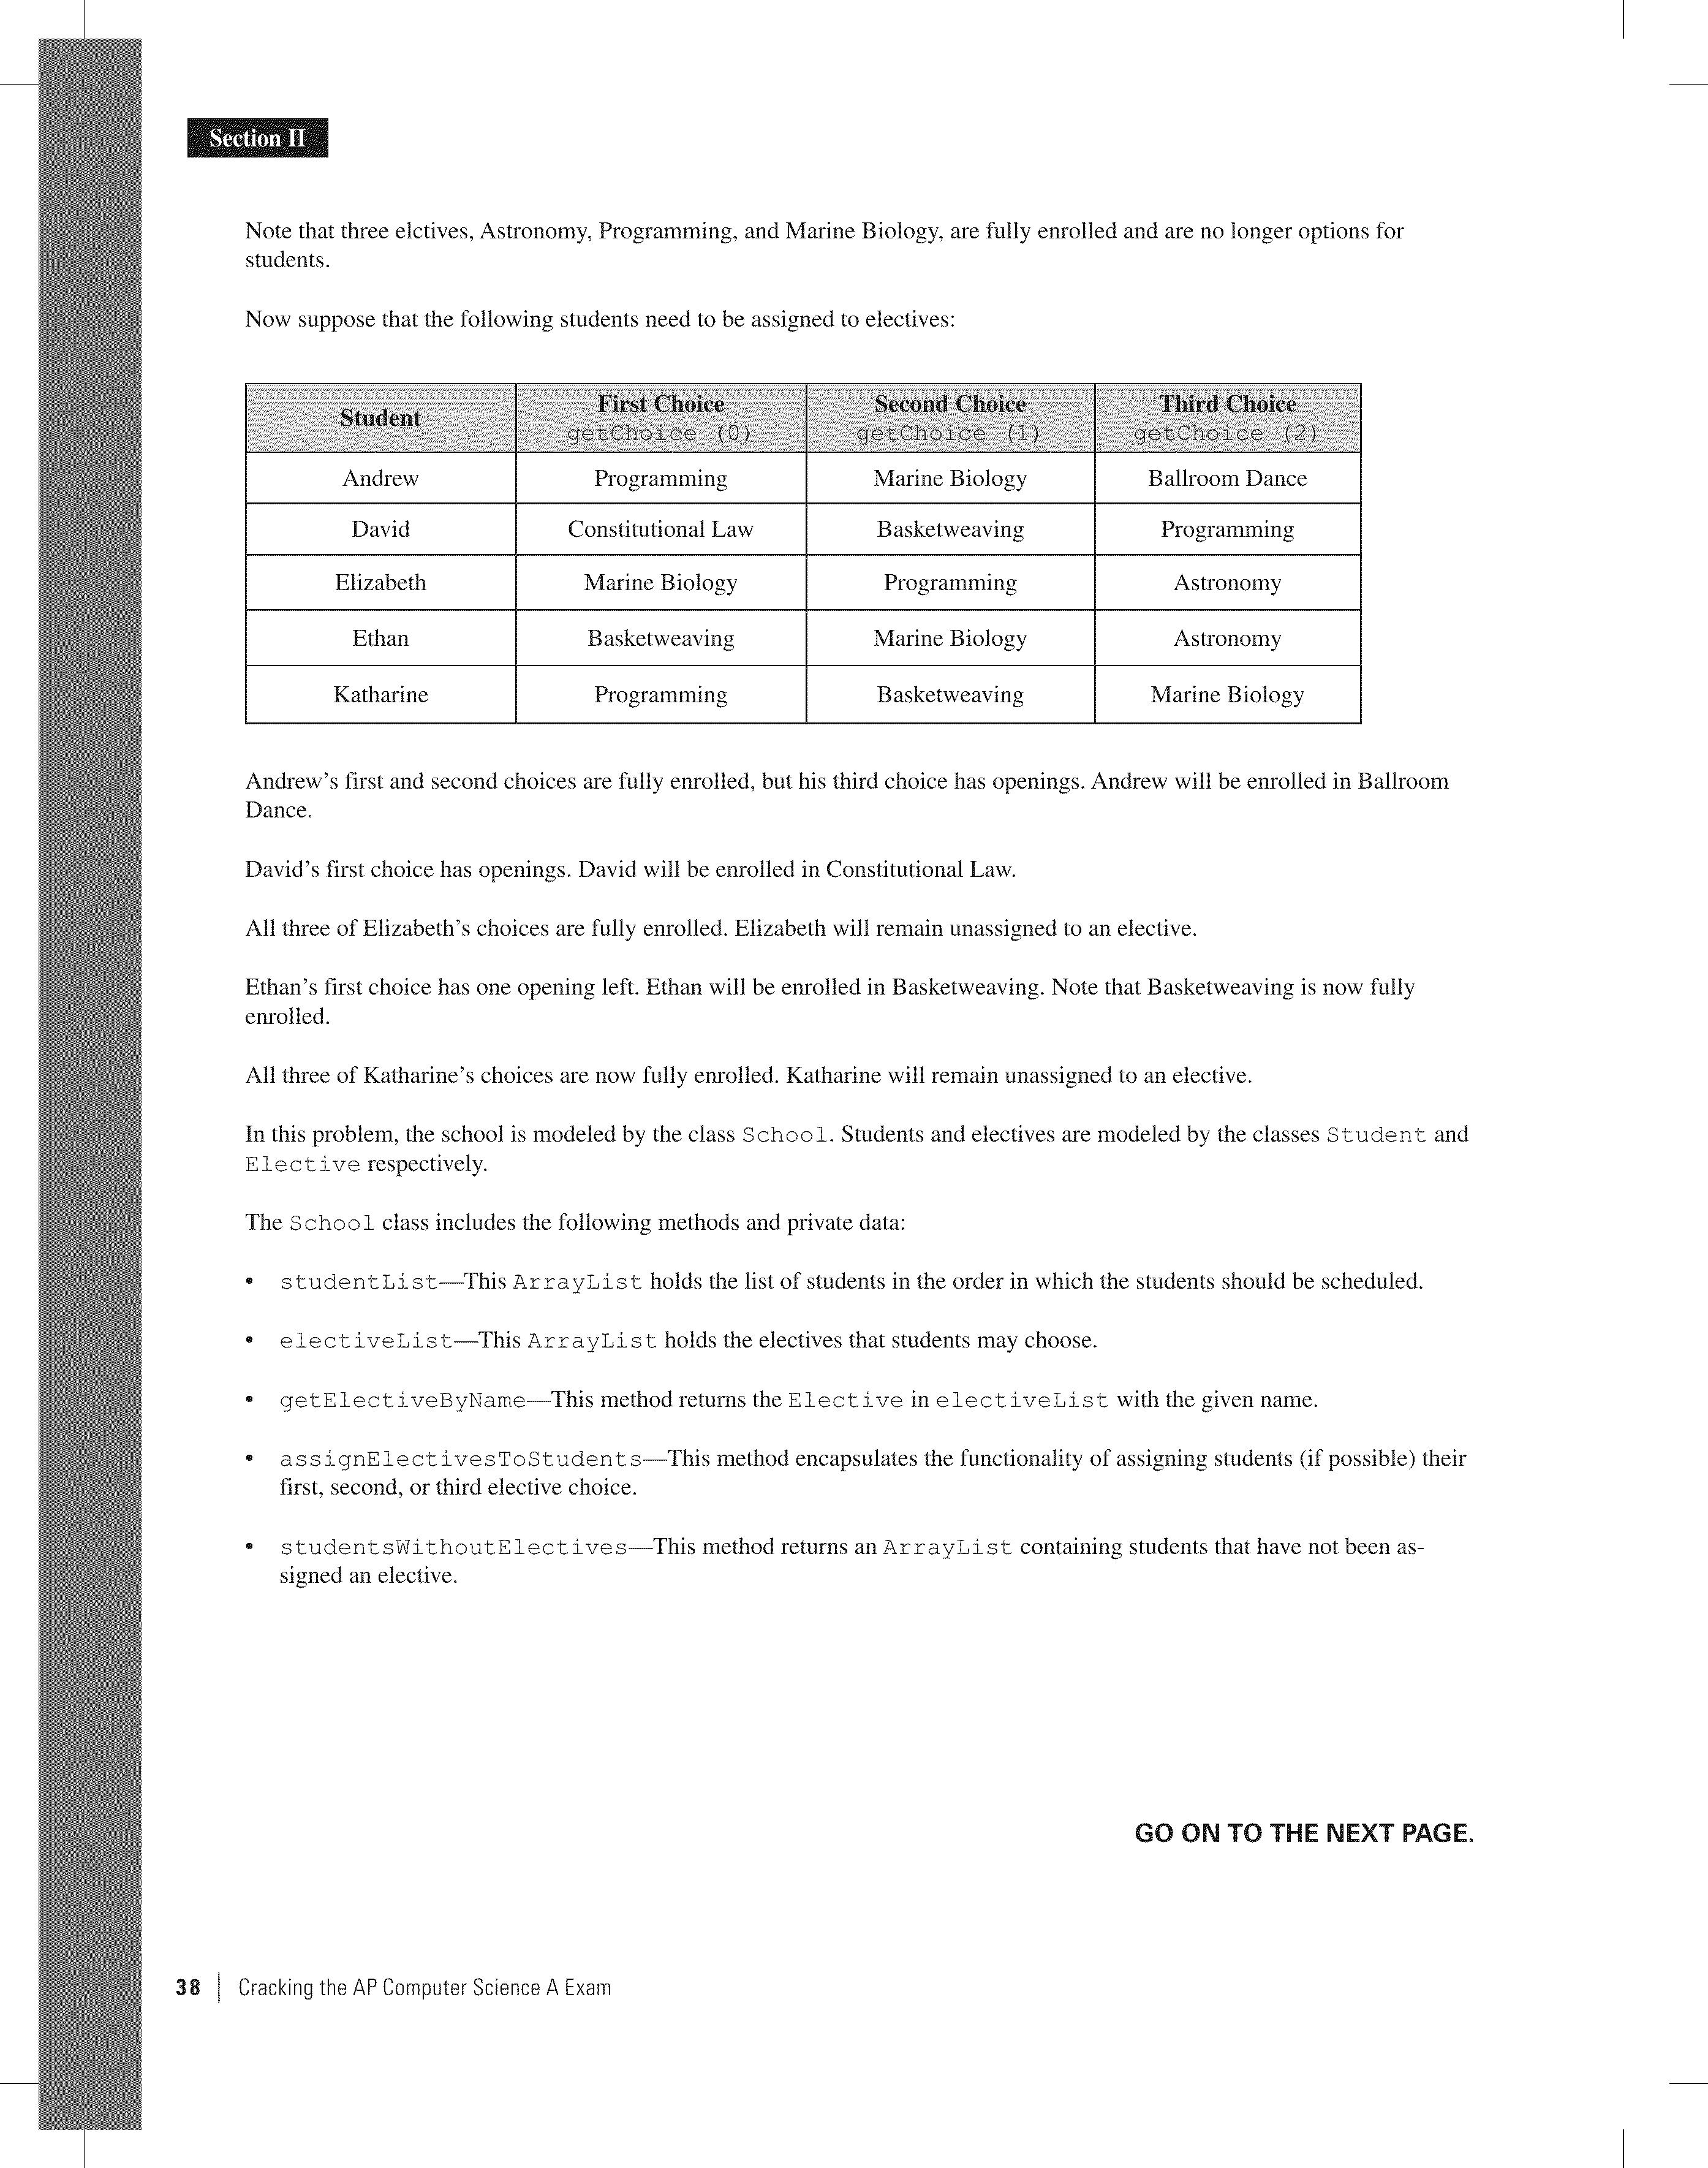 Section II
Note that three elctives, Astronomy, Programming, and Marine Biology, are fully enrolled and are no longer options for
students.
Now suppose that the following students need to be assigned to electives:
Student First Choice getChoice (0) Second Choice getChoice (1) Third Choice getChoice (2)
Andrew Programming Marine Biology Ballroom Dance
David Constitutional Law Basketweaving Programming
Elizabeth Marine Biology Programming Astronomy
Ethan Basketweaving Marine Biology Astronomy
Katharine Programming Basketweaving Marine Biology
Andrew’s first and second choices are fully enrolled, but his third choice has openings. Andrew will be enrolled in Ballroom
Dance.
David’s first choice has openings. David will be enrolled in Constitutional Law.
All three of Elizabeth’s choices are fully enrolled. Elizabeth will remain unassigned to an elective.
Ethan’s first choice has one opening left. Ethan will be enrolled in Basketweaving. Note that Basketweaving is now fully
enrolled.
All three of Katharine’s choices are now fully enrolled. Katharine will remain unassigned to an elective.
In this problem, the school is modeled by the class School. Students and electives are modeled by the classes Student and
Elective respectively.
The School class includes the following methods and private data:
• studentList—This ArrayList holds the list of students in the order in which the students should be scheduled.
• electiveList—This ArrayList holds the electives that students may choose.
• getElectiveByName—This method returns the Elective in electiveList with the given name.
• assignElectivesToStudents—This method encapsulates the functionality of assigning students (if possible) their
first, second, or third elective choice.
• studentsWithoutElectives—This method returns an ArrayList containing students that have not been as-
signed an elective.
GO ON TO THE NEXT PAGE.
38 | Cracking the AP Computer Science A Exam